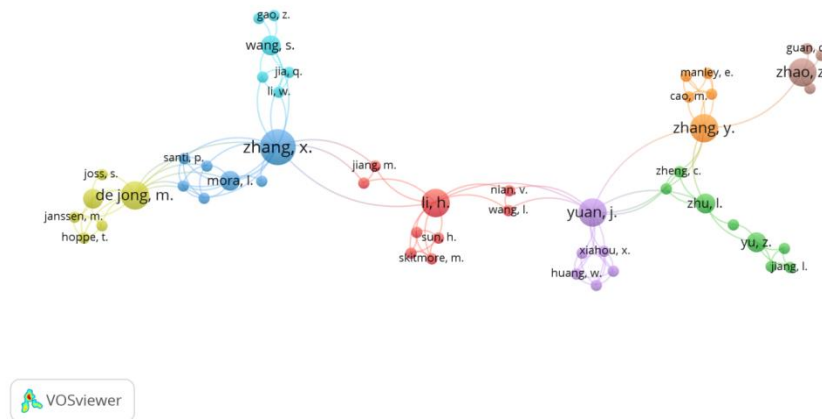 gao, z.
wang, s.
jia, q.
li, w.
zhang, x.
santi, p.
mora, l.
joss, s.
de jong, m.
janssen, m.
hoppe, t.
jiang, m.
li, h.
sun, h.
skitmore, m.
nian, v.
wang, l.
yuan, j.
xiahou, x.
huang, w.
guan, c
zhao, z
manley, e.
cao, m.
zhang, y.
zheng, c.
zhu, l.
yu, z.
jiang, l.
VOSviewer